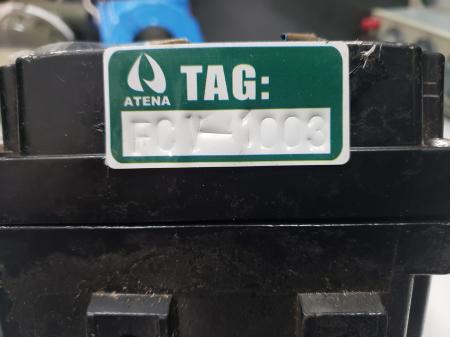 TAG:
ATENA
FCV-1003